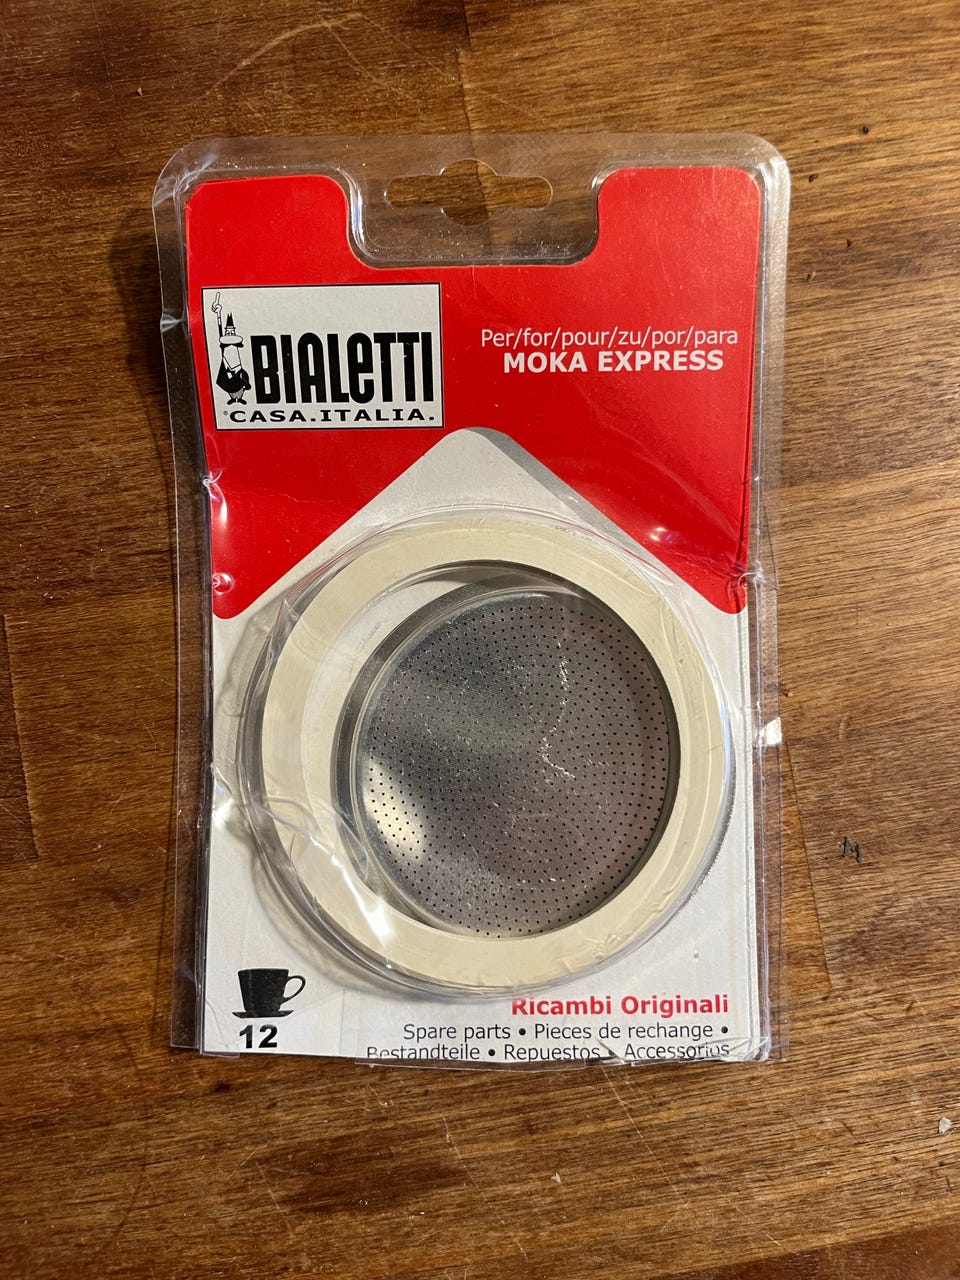 BIALETTI
®CASA.ITALIA.
Per/for/pour/zu/por/para
MOKA EXPRESS
12
Ricambi Originali
Spare parts • Pieces de rechange •
Bestandteile • Repuestos • Accessorios